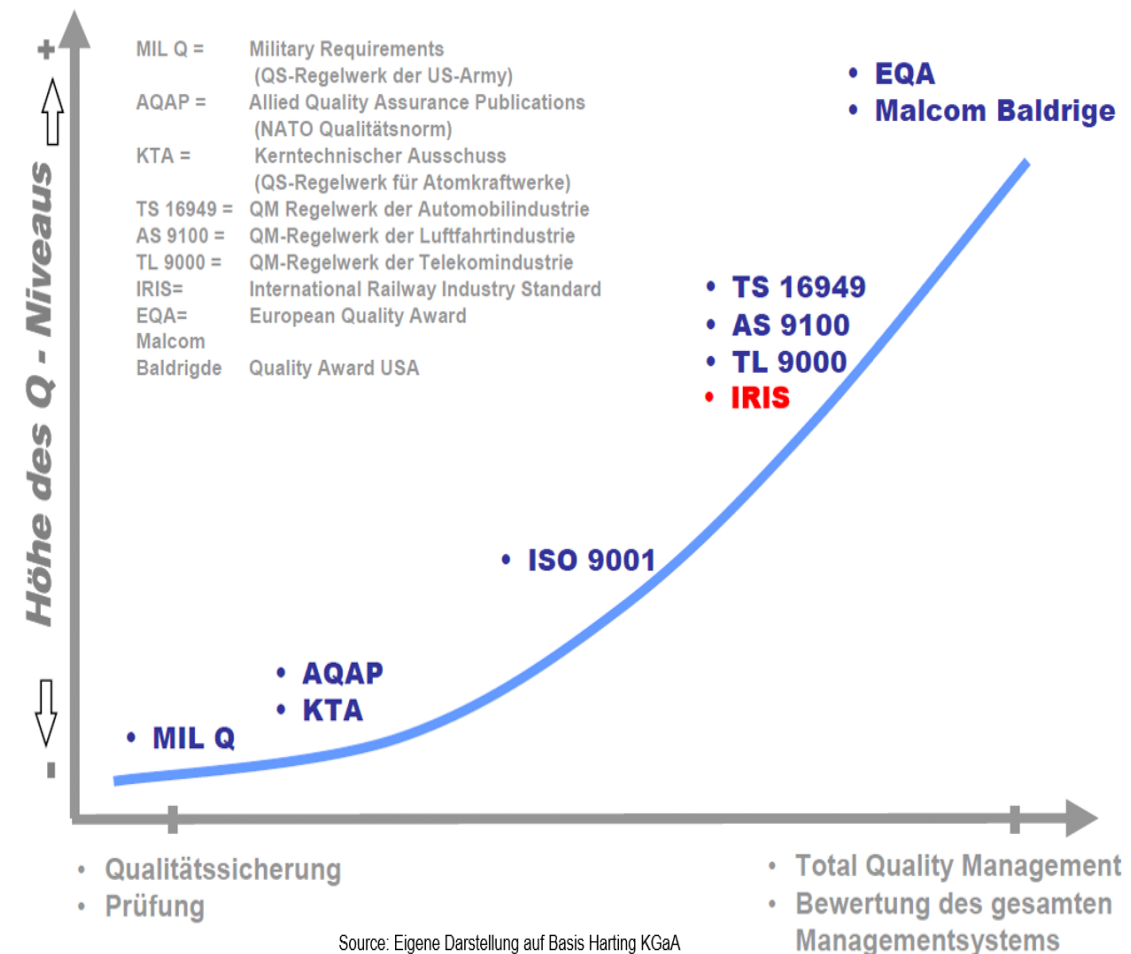 +
MIL Q = Military Requirements
(QS-Regelwerk der US-Army)
AQAP = Allied Quality Assurance Publications
(NATO Qualitätsnorm)
KTA = Kerntechnischer Ausschuss
(QS-Regelwerk für Atomkraftwerke)
TS 16949 = QM Regelwerk der Automobilindustrie
AS 9100 = QM-Regelwerk der Luftfahrtindustrie
TL 9000 = QM-Regelwerk der Telekomindustrie
IRIS= International Railway Industry Standard
EQA= European Quality Award
Malcom
Baldrigde Quality Award USA
Höhe des Q - Niveaus
-
• EQA
• Malcom Baldrige
• TS 16949
• AS 9100
• TL 9000
• IRIS
• ISO 9001
• AQAP
• KTA
• MIL Q
• Qualitätssicherung
• Prüfung
• Total Quality Management
• Bewertung des gesamten
Managementsystems
Source: Eigene Darstellung auf Basis Harting KGaA